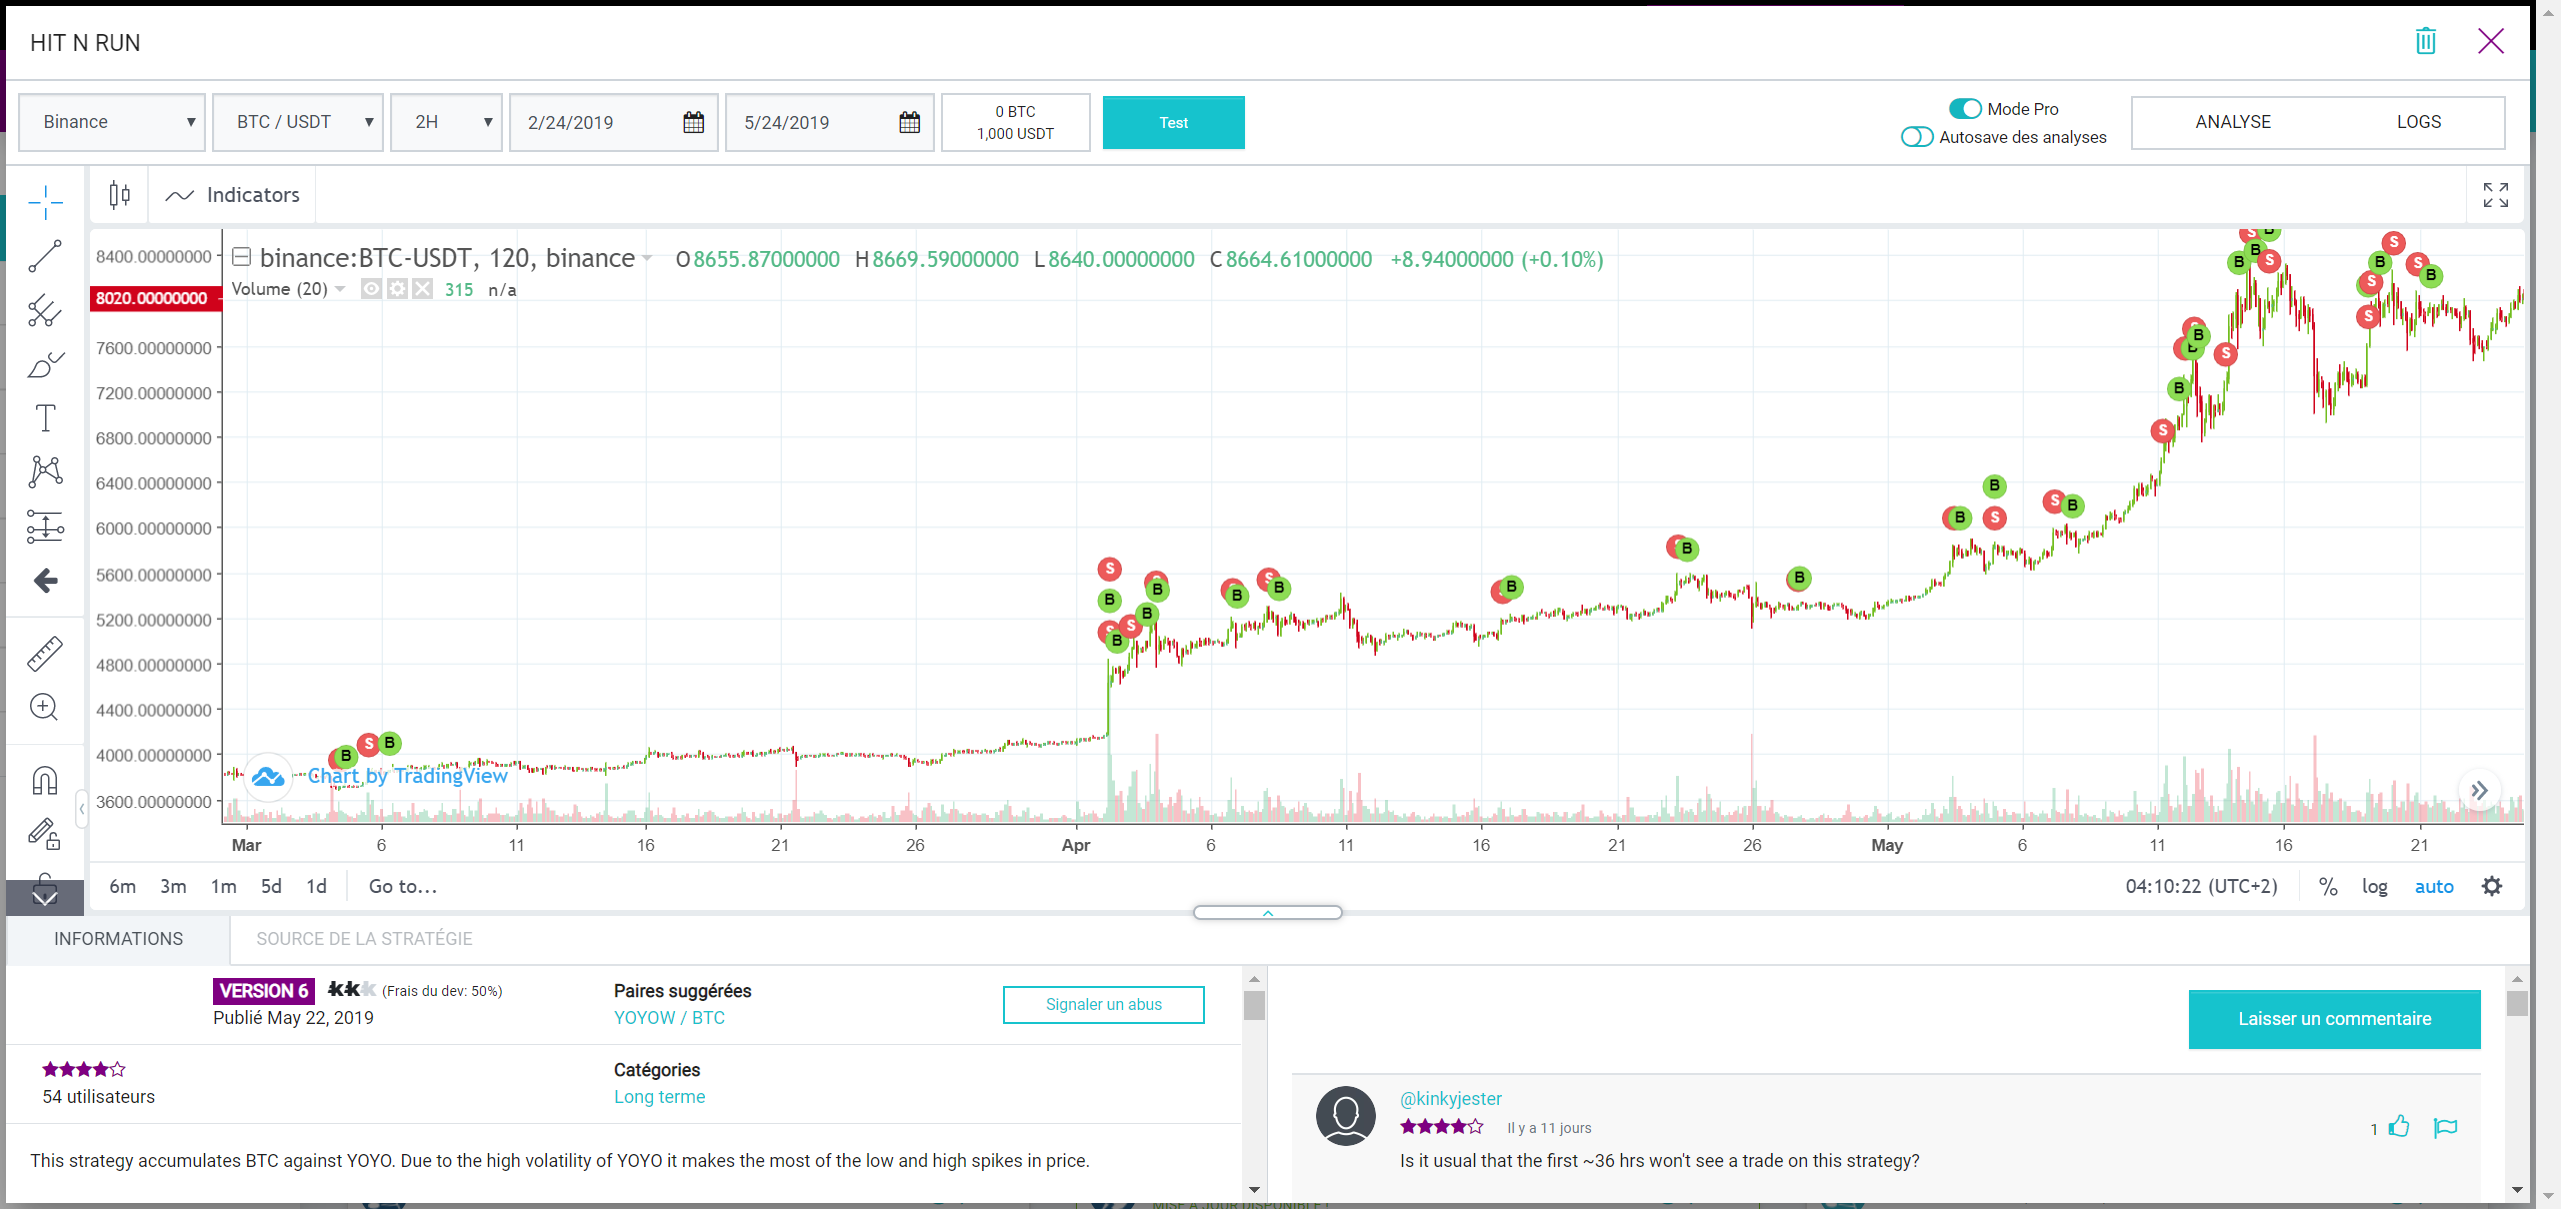 HIT N RUN
Binance
BTC / USDT
2H
2/24/2019
5/24/2019
0 BTC
1,000 USDT
Test
Mode Pro
Autosave des analyses
ANALYSE
LOGS
Indicators
binance:BTC-USDT, 120, binance O 8655.87000000 H 8669.59000000 L 8640.00000000 C 8664.61000000 +8.94000000 (+0.10%)
Volume (20) 315 n/a
8400.00000000
8020.00000000
7600.00000000
7200.00000000
6800.00000000
6400.00000000
6000.00000000
5600.00000000
5200.00000000
4800.00000000
4400.00000000
4000.00000000
3600.00000000
Chart by TradingView
Mar 6 11 16 21 26 Apr 6 11 16 21 26 May 6 11 16 21
6m 3m 1m 5d 1d Go to...
04:10:22 (UTC+2) % log auto
INFORMATIONS
SOURCE DE LA STRATÉGIE
VERSION 6 (Frais du dev: 50%)
Publié May 22, 2019
Paires suggérées
YOYOW / BTC
Signaler un abus
54 utilisateurs
Catégories
Long terme
This strategy accumulates BTC against YOYO. Due to the high volatility of YOYO it makes the most of the low and high spikes in price.
Laisser un commentaire
@kinkyjester
Il y a 11 jours
1
Is it usual that the first ~36 hrs won't see a trade on this strategy?